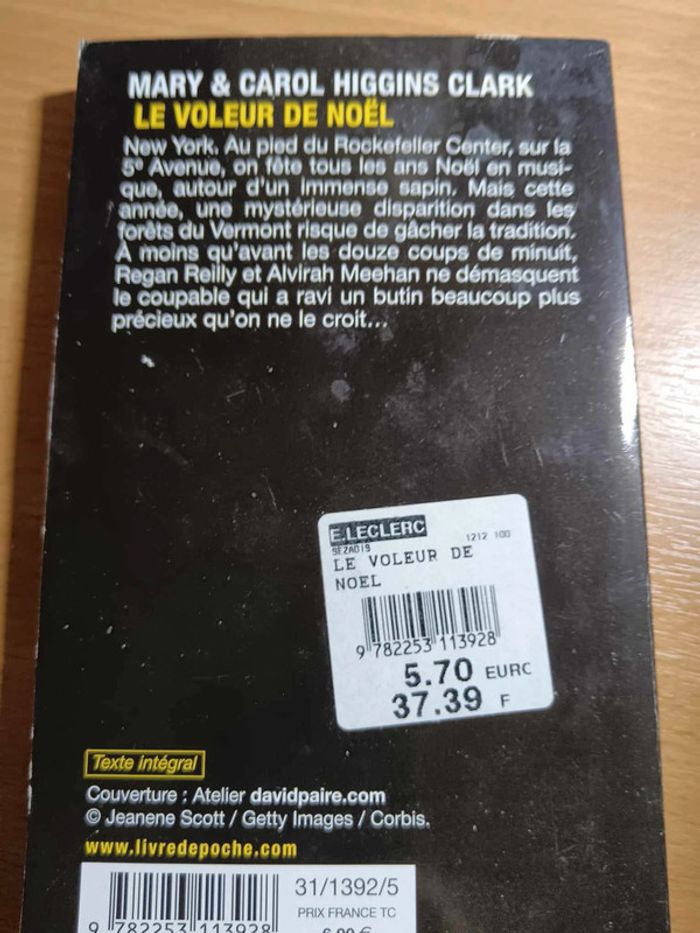 MARY & CAROL HIGGINS CLARK
LE VOLEUR DE NOËL
New York. Au pied du Rockefeller Center, sur la
5e Avenue, on fête tous les ans Noël en musi-
que, autour d'un immense sapin. Mais cette
année, une mystérieuse disparition dans les
forêts du Vermont risque de gâcher la tradition.
À moins qu'avant les douze coups de minuit,
Regan Reilly et Alvirah Meehan ne démasquent
le coupable qui a ravi un butin beaucoup plus
précieux qu'on ne le croit...
E.LECLERC
SEZA019 1212 100
LE VOLEUR DE
NOEL
9 782253 113928
5.70 EURO
37.39 F
Texte intégral
Couverture : Atelier davidpaire.com
© Jeanene Scott / Getty Images / Corbis.
www.livredepoche.com
31/1392/5
PRIX FRANCE TC
9 782253 113928